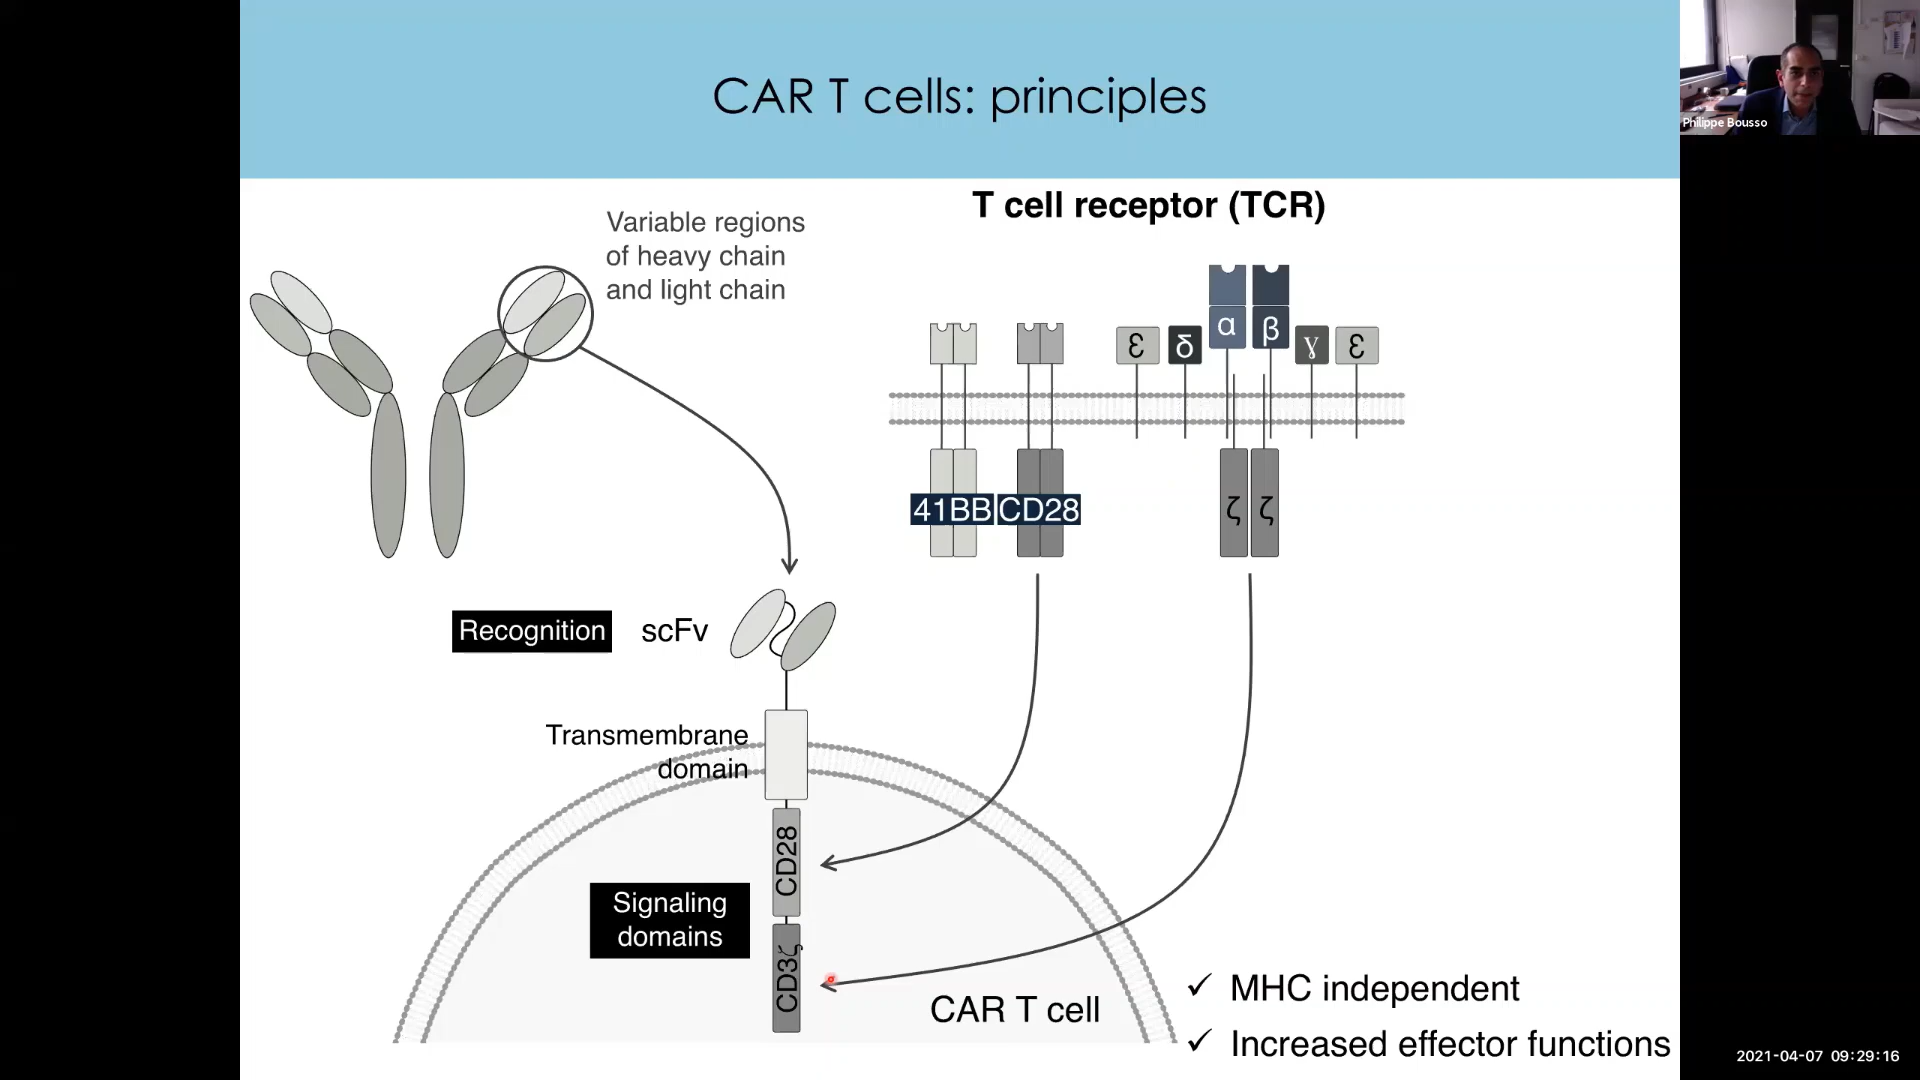 CAR T cells: principles
Philippe Bousso
Variable regions
of heavy chain
and light chain
T cell receptor (TCR)
ε
δ
α
β
γ
ε
41BB
CD28
ζ
ζ
Recognition
scFv
Transmembrane
domain
CD28
Signaling
domains
CD3ζ
CAR T cell
✓ MHC independent
✓ Increased effector functions
2021-04-07 09:29:16